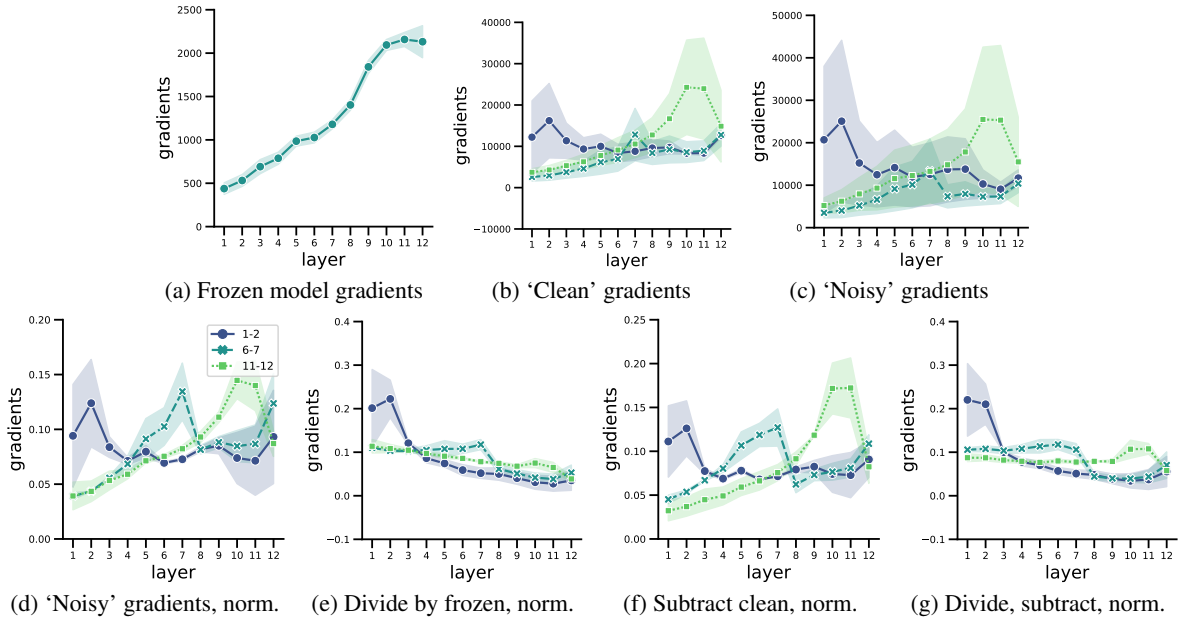 2500
2000
1500
1000
500
0
gradients
1 2 3 4 5 6 7 8 9 10 11 12
layer
(a) Frozen model gradients
40000
30000
20000
10000
0
−10000
gradients
1 2 3 4 5 6 7 8 9 10 11 12
layer
(b) ‘Clean’ gradients
50000
40000
30000
20000
10000
0
gradients
1 2 3 4 5 6 7 8 9 10 11 12
layer
(c) ‘Noisy’ gradients
0.20
0.15
0.10
0.05
0.00
gradients
1-2
6-7
11-12
1 2 3 4 5 6 7 8 9 10 11 12
layer
(d) ‘Noisy’ gradients, norm.
0.4
0.3
0.2
0.1
0.0
−0.1
gradients
1 2 3 4 5 6 7 8 9 10 11 12
layer
(e) Divide by frozen, norm.
0.25
0.20
0.15
0.10
0.05
0.00
gradients
1 2 3 4 5 6 7 8 9 10 11 12
layer
(f) Subtract clean, norm.
0.4
0.3
0.2
0.1
0.0
−0.1
gradients
1 2 3 4 5 6 7 8 9 10 11 12
layer
(g) Divide, subtract, norm.